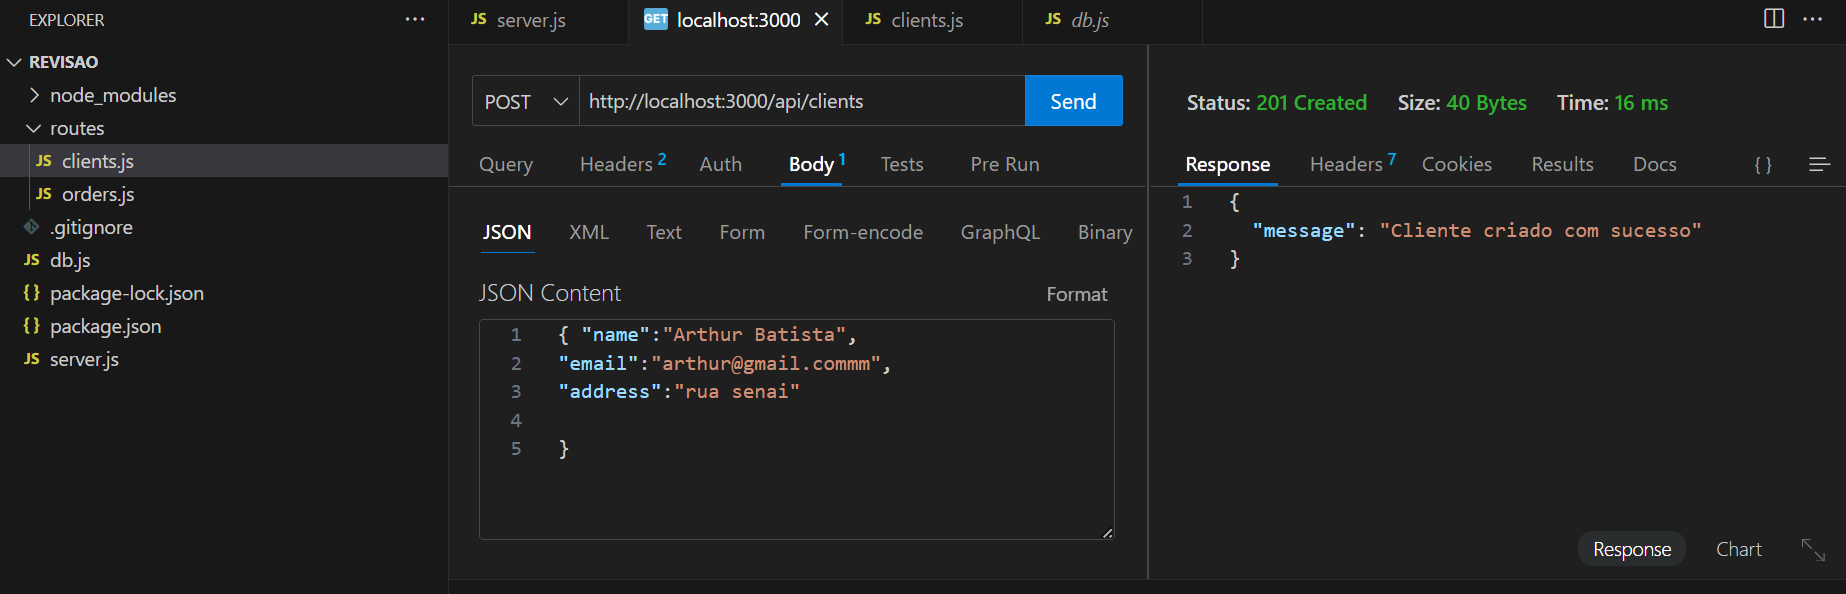 EXPLORER
REVISAO
node_modules
routes
JS clients.js
JS orders.js
.gitignore
JS db.js
{} package-lock.json
{} package.json
JS server.js
JS server.js
GET localhost:3000
JS clients.js
JS db.js
POST http://localhost:3000/api/clients Send
Query Headers 2 Auth Body 1 Tests Pre Run
JSON XML Text Form Form-encode GraphQL Binary
JSON Content Format
1 { "name":"Arthur Batista",
2 "email":"arthur@gmail.commm",
3 "address":"rua senai"
4
5 }
Status: 201 Created Size: 40 Bytes Time: 16 ms
Response Headers 7 Cookies Results Docs { }
1 {
2 "message": "Cliente criado com sucesso"
3 }
Response Chart